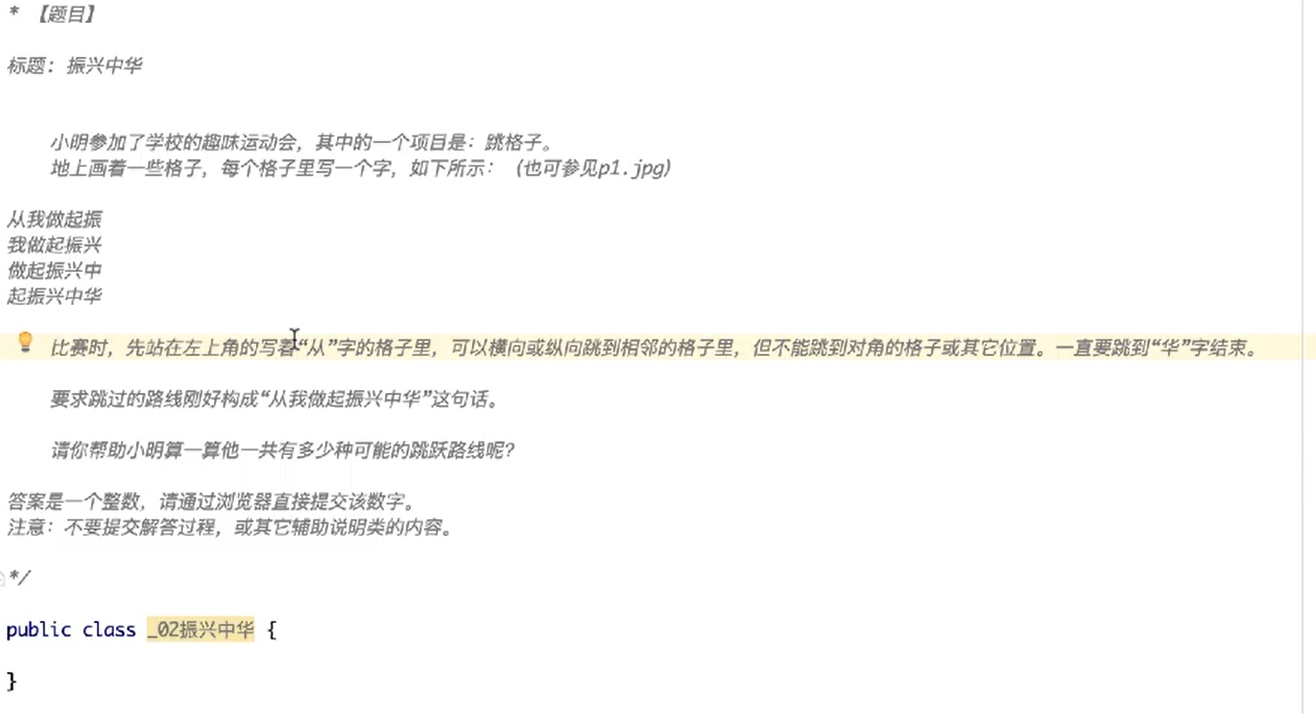 * 【题目】
标题: 振兴中华
小明参加了学校的趣味运动会，其中的一个项目是: 跳格子。
地上画着一些格子，每个格子里写一个字，如下所示: (也可参见p1.jpg)
从我做起振
我做起振兴
做起振兴中
起振兴中华
比赛时，先站在左上角的写着“从”字的格子里，可以横向或纵向跳到相邻的格子里，但不能跳到对角的格子或其它位置。一直要跳到“华”字结束。
要求跳过的路线刚好构成“从我做起振兴中华”这句话。
请你帮助小明算一算他一共有多少种可能的跳跃路线呢?
答案是一个整数，请通过浏览器直接提交该数字。
注意: 不要提交解答过程，或其它辅助说明类的内容。
*/
public class _02振兴中华 {
}